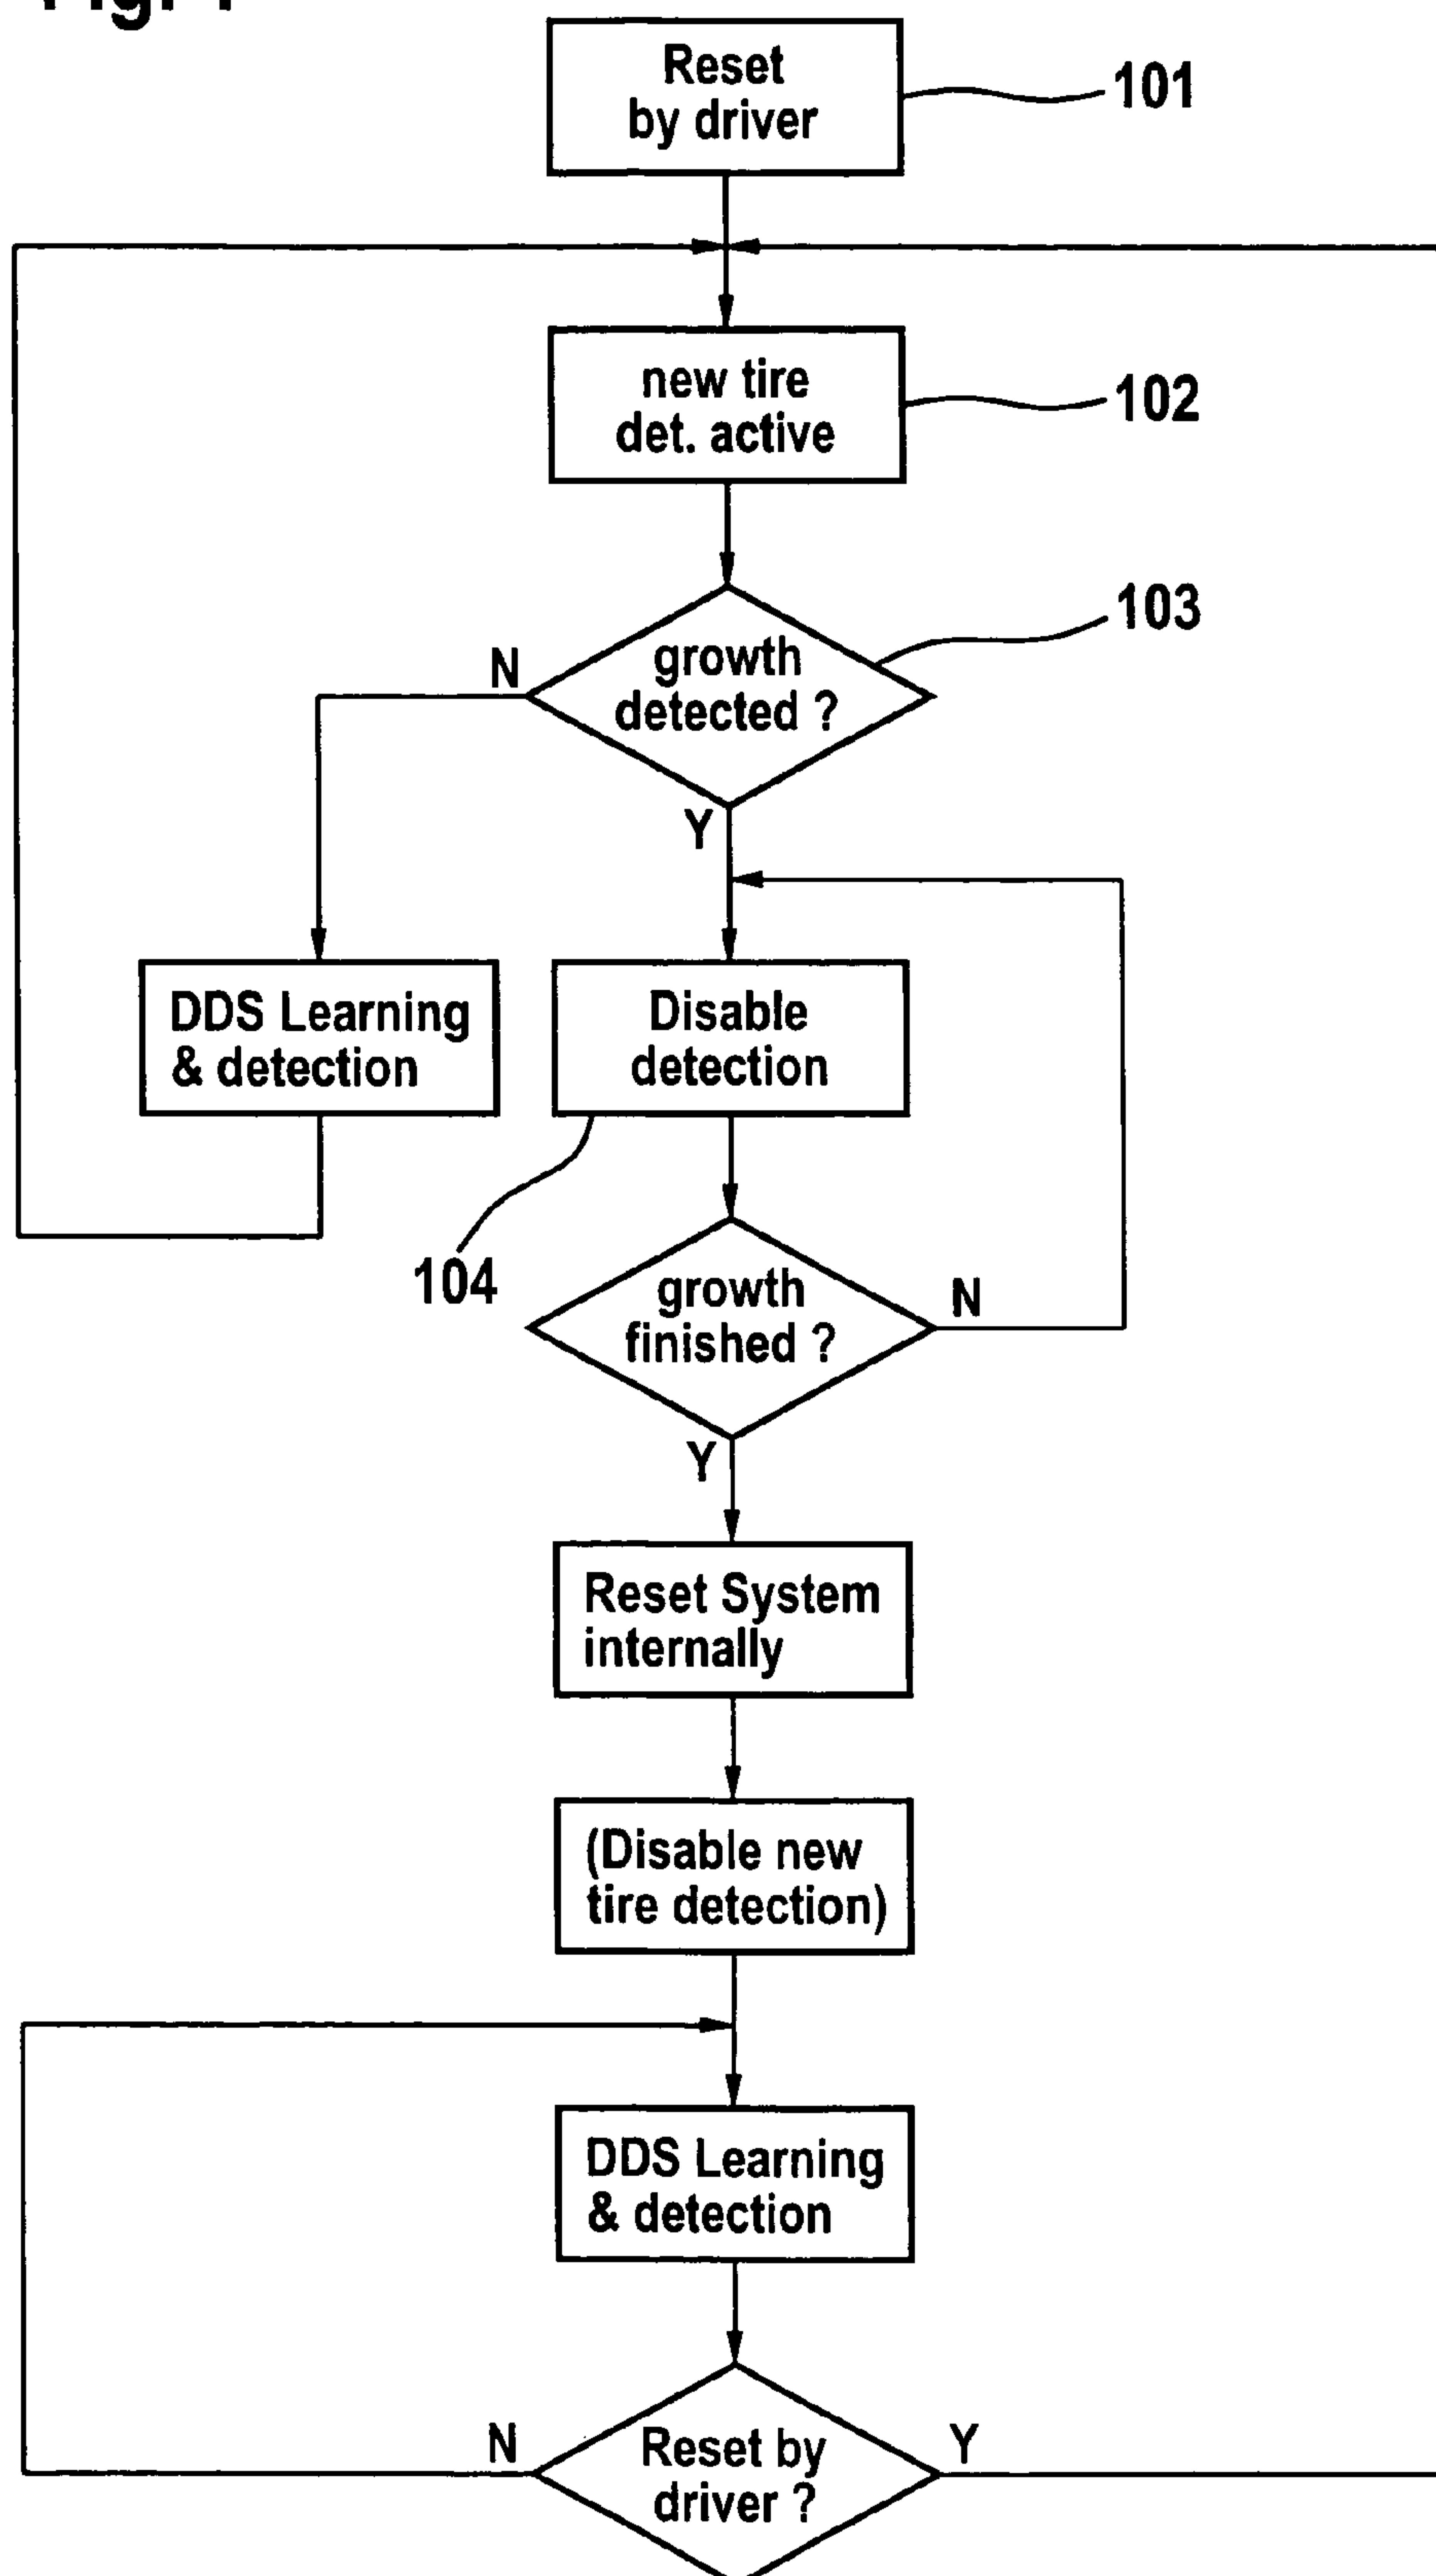 Reset
by driver
101
new tire
det. active
102
103
growth
detected ?
N
Y
DDS Learning
& detection
Disable
detection
104
growth
finished ?
N
Y
Reset System
internally
(Disable new
tire detection)
DDS Learning
& detection
N
Reset by
driver ?
Y